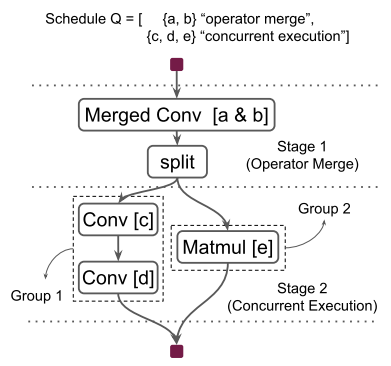 Schedule Q = [ {a, b} “operator merge”,
{c, d, e} “concurrent execution”]
Merged Conv [a & b]
split
Stage 1
(Operator Merge)
Conv [c]
Group 2
Matmul [e]
Conv [d]
Group 1
Stage 2
(Concurrent Execution)